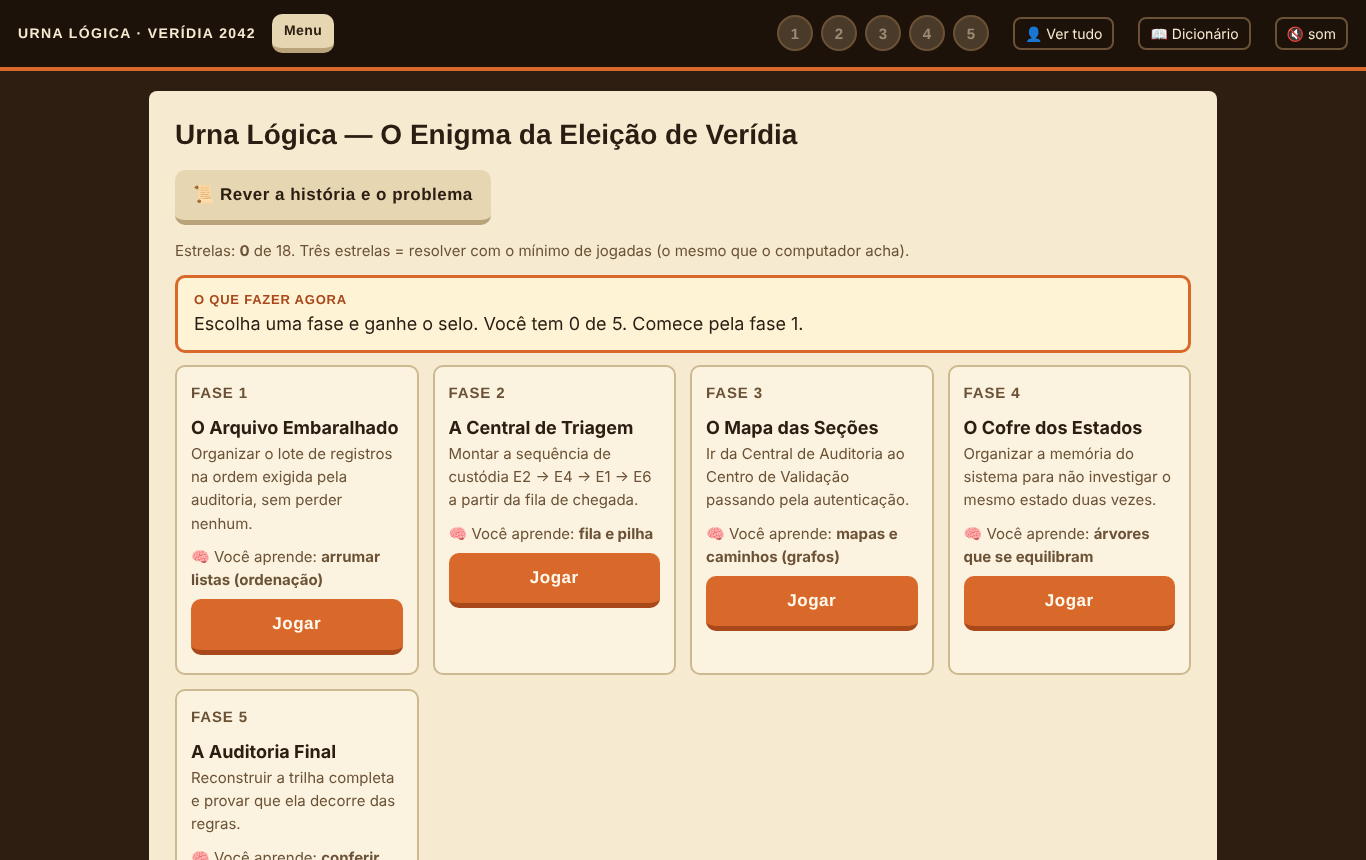 URNA LÓGICA · VERÍDIA 2042
Menu
1 2 3 4 5
👤 Ver tudo
📖 Dicionário
🔇 som
Urna Lógica — O Enigma da Eleição de Verídia
📜 Rever a história e o problema
Estrelas: 0 de 18. Três estrelas = resolver com o mínimo de jogadas (o mesmo que o computador acha).
O QUE FAZER AGORA
Escolha uma fase e ganhe o selo. Você tem 0 de 5. Comece pela fase 1.
FASE 1
O Arquivo Embaralhado
Organizar o lote de registros
na ordem exigida pela
auditoria, sem perder
nenhum.
🧠 Você aprende: arrumar
listas (ordenação)
Jogar
FASE 2
A Central de Triagem
Montar a sequência de
custódia E2 → E4 → E1 → E6
a partir da fila de chegada.
🧠 Você aprende: fila e pilha
Jogar
FASE 3
O Mapa das Seções
Ir da Central de Auditoria ao
Centro de Validação
passando pela autenticação.
🧠 Você aprende: mapas e
caminhos (grafos)
Jogar
FASE 4
O Cofre dos Estados
Organizar a memória do
sistema para não investigar o
mesmo estado duas vezes.
🧠 Você aprende: árvores
que se equilibram
Jogar
FASE 5
A Auditoria Final
Reconstruir a trilha completa
e provar que ela decorre das
regras.
🧠 Você aprende: conferir